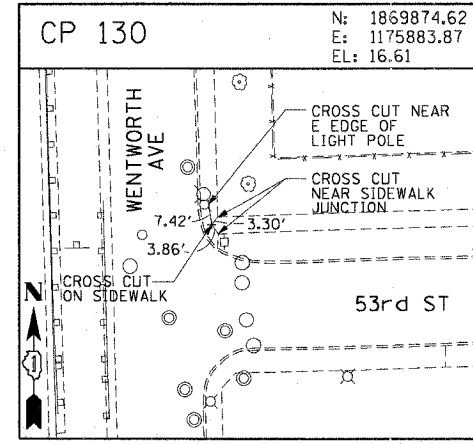 CP 130
N: 1869874.62
E: 1175883.87
EL: 16.61
WENTWORTH
AVE
CROSS CUT NEAR
E EDGE OF
LIGHT POLE
CROSS CUT
NEAR SIDEWALK
JUNCTION
7.42'
3.30'
3.86'
CROSS CUT
ON SIDEWALK
N
1
53rd ST